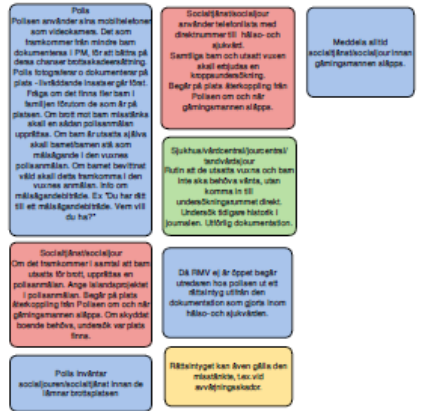 Polis
Polisen använder sina mobiltelefoner
som videokamera. Det som
framkommer från mindre barn
dokumenteras i PM, för att bättra på
deras chanser brottsskadeersättning.
Polis fotograferar o dokumenterar på
plats - livräddande insatser går först.
Fråga om det finns fler barn i
familjen förutom de som är på
platsen. Om brott mot barn misstänks
skall en sådan polisanmälan
upprättas. Om barn är utsatta själva
skall barnet/barnen stå som
målsägande i den vuxnes
polisanmälan. Om barnet bevittnat
våld skall detta framkomma i den
vuxnes anmälan. Info om
målsägandebiträde. Ex "Du har rätt
till ett målsägandebiträde. Vem vill
du ha?"
Socialtjänst/socialjour
Om det framkommer i samtal att barn
utsatts för brott, upprättas en
polisanmälan. Ange Islandsprojektet
i polisanmälan. Begär på plats
återkoppling från Polisen om och när
gärningsmannen släpps. Om skyddat
boende behövs, undersök var plats
finns.
Polis inväntar
socialjouren/socialtjänst innan de
lämnar brottsplatsen
Socialtjänst/socialjour
använder telefonlista med
direktnummer till hälso- och
sjukvård.
Samtliga barn och utsatt vuxen
skall erbjudas en
kroppsundersökning.
Begär på plats återkoppling från
Polisen om och när
gärningsmannen släpps.
Sjukhus/vårdcentral/jourcentral/
tandvårdsjour
Rutin att de utsatta vuxna och barn
inte ska behöva vänta, utan
komma in till
undersökningsrummet direkt.
Undersök tidigare historik i
journalen. Utförlig dokumentation.
Då RMV ej är öppet begär
utredaren hos polisen ut ett
rättsintyg utifrån den
dokumentation som gjorts inom
hälso- och sjukvården.
Rättsintyget kan även gälla den
misstänkte, t.ex. vid
avvärjningsskador.
Meddela alltid
socialtjänst/socialjour innan
gärningsmannen släpps.